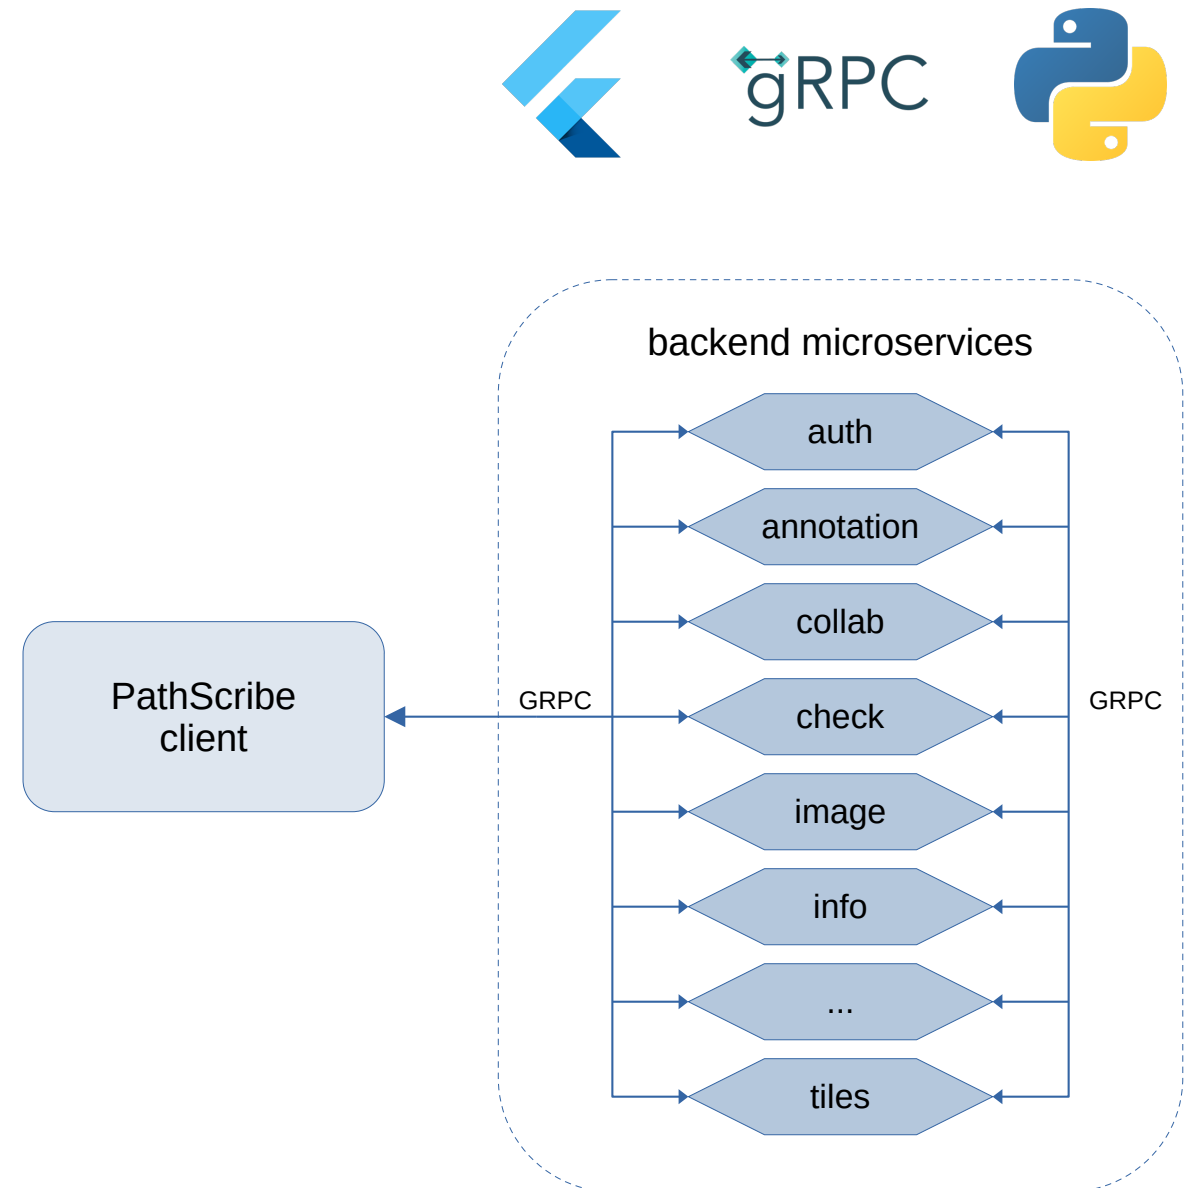 gRPC
backend microservices
auth
annotation
collab
PathScribe
client
GRPC
check
GRPC
image
info
...
tiles